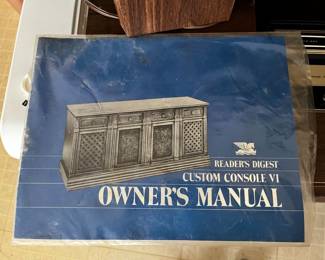 READER'S DIGEST
CUSTOM CONSOLE VI
OWNER'S MANUAL